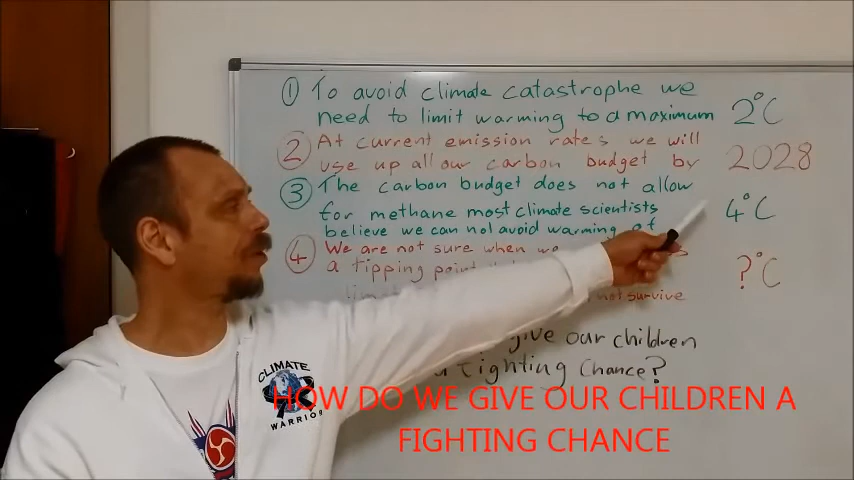 ① To avoid climate catastrophe we
need to limit warming to a maximum 2°C
② At current emission rates we will
use up all our carbon budget by 2028
③ The carbon budget does not allow
for methane most climate scientists
believe we can not avoid warming of 4°C
④ We are not sure when we
a tipping point
not survive ?°C
give our children
a fighting chance?
CLIMATE
WARRIOR
HOW DO WE GIVE OUR CHILDREN A
FIGHTING CHANCE